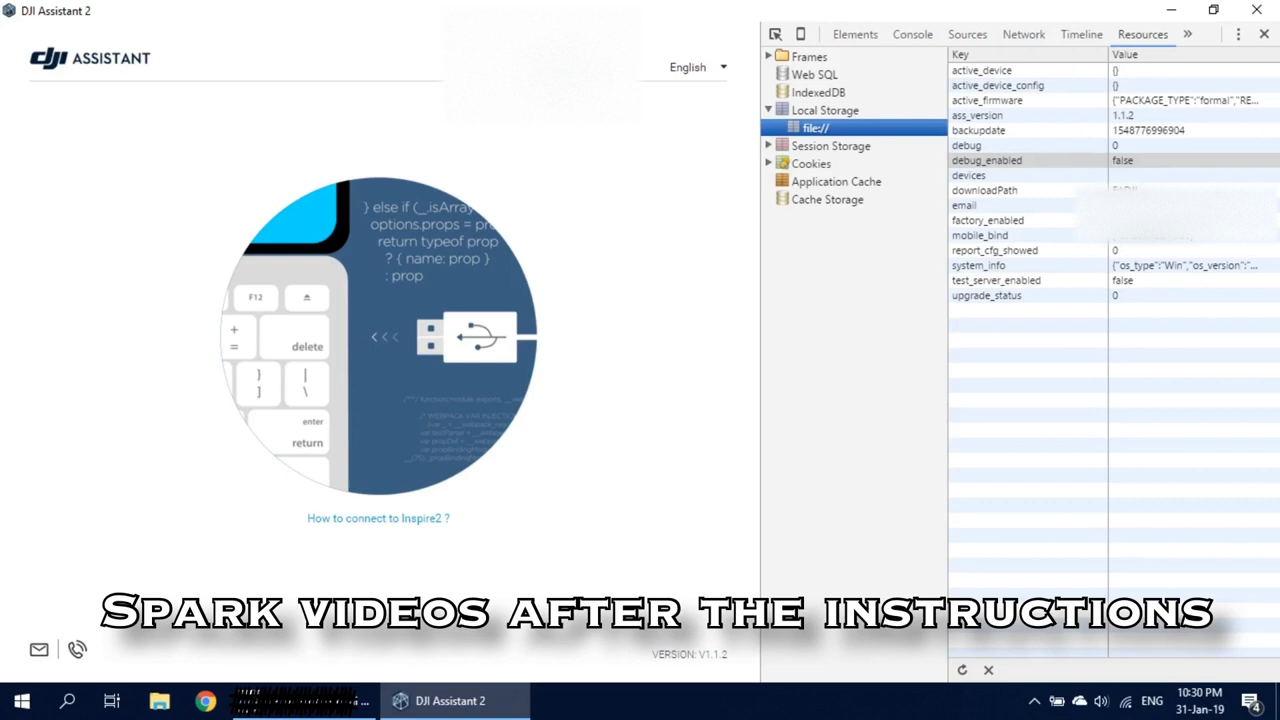 DJI Assistant 2
dji ASSISTANT
English
Elements Console Sources Network Timeline Resources »
Frames
Web SQL
IndexedDB
Local Storage
file://
Session Storage
Cookies
Application Cache
Cache Storage
Key Value
active_device {}
active_device_config {}
active_firmware {"PACKAGE_TYPE":"formal","RE...
ass_version 1.1.2
backupdate 1548776996904
debug 0
debug_enabled false
devices
downloadPath
email
factory_enabled
mobile_bind
report_cfg_showed 0
system_info {"os_type":"Win","os_version":"...
test_server_enabled false
upgrade_status 0
} else if (_.isArray
options.props = pr
return typeof prop
? { name: prop }
: prop
F12
+
=
delete
}
]
|
\
enter
return
How to connect to Inspire2 ?
Spark videos after the instructions
VERSION: V1.1.2
DJI Assistant 2
ENG
10:30 PM
31-Jan-19
4